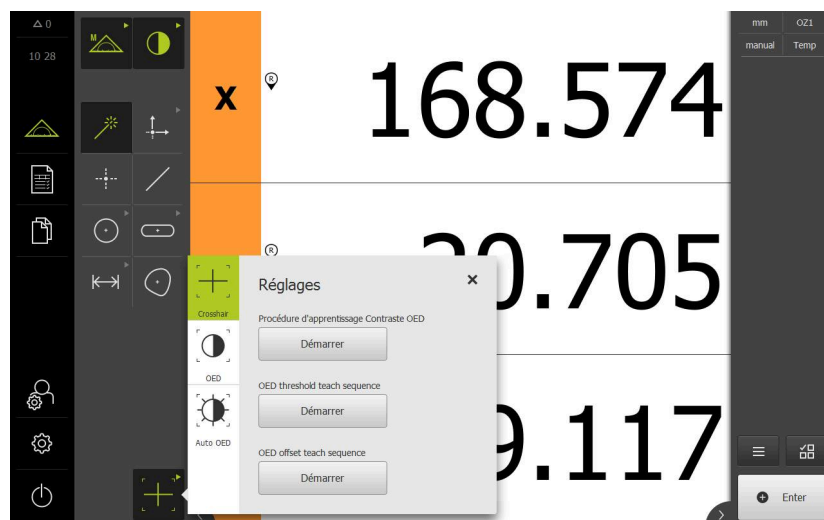 0
10 28
M
X
R
168.574
R
20.705
9.117
mm
OZ1
manual
Temp
Crosshair
OED
Auto OED
Réglages
×
Procédure d'apprentissage Contraste OED
Démarrer
OED threshold teach sequence
Démarrer
OED offset teach sequence
Démarrer
Enter